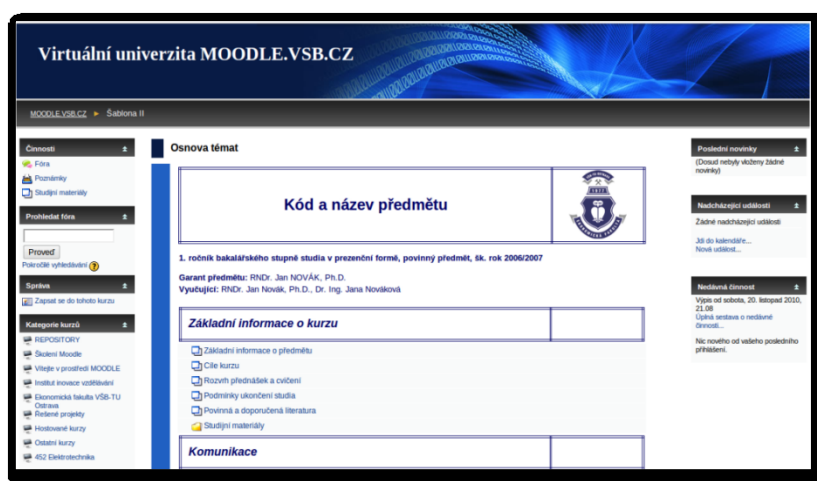 Virtuální univerzita MOODLE.VSB.CZ
MOODLE.VSB.CZ ► Šablona II
Činnosti
Fóra
Poznámky
Studijní materiály
Prohledat fóra
Proveď
Pokročilé vyhledávání ?
Správa
Zapsat se do tohoto kurzu
Kategorie kurzů
REPOSITORY
Školení Moodle
Vítejte v prostředí MOODLE
Institut inovace vzdělávání
Ekonomická fakulta VŠB-TU
Ostrava
Řešené projekty
Hostované kurzy
Ostatní kurzy
452 Elektrotechnika
Osnova témat
Kód a název předmětu
1. ročník bakalářského stupně studia v prezenční formě, povinný předmět, šk. rok 2006/2007
Garant předmětu: RNDr. Jan NOVÁK, Ph.D.
Vyučující: RNDr. Jan Novák, Ph.D., Dr. Ing. Jana Nováková
Základní informace o kurzu
Základní informace o předmětu
Cíle kurzu
Rozvrh přednášek a cvičení
Podmínky ukončení studia
Povinná a doporučená literatura
Studijní materiály
Komunikace
Poslední novinky
(Dosud nebyly vloženy žádné
novinky)
Nadcházející události
Žádné nadcházející události
Jdi do kalendáře...
Nová událost...
Nedávná činnost
Výpis od sobota, 20. listopad 2010,
21.08
Úplná sestava o nedávné
činnosti...
Nic nového od vašeho posledního
přihlášení.